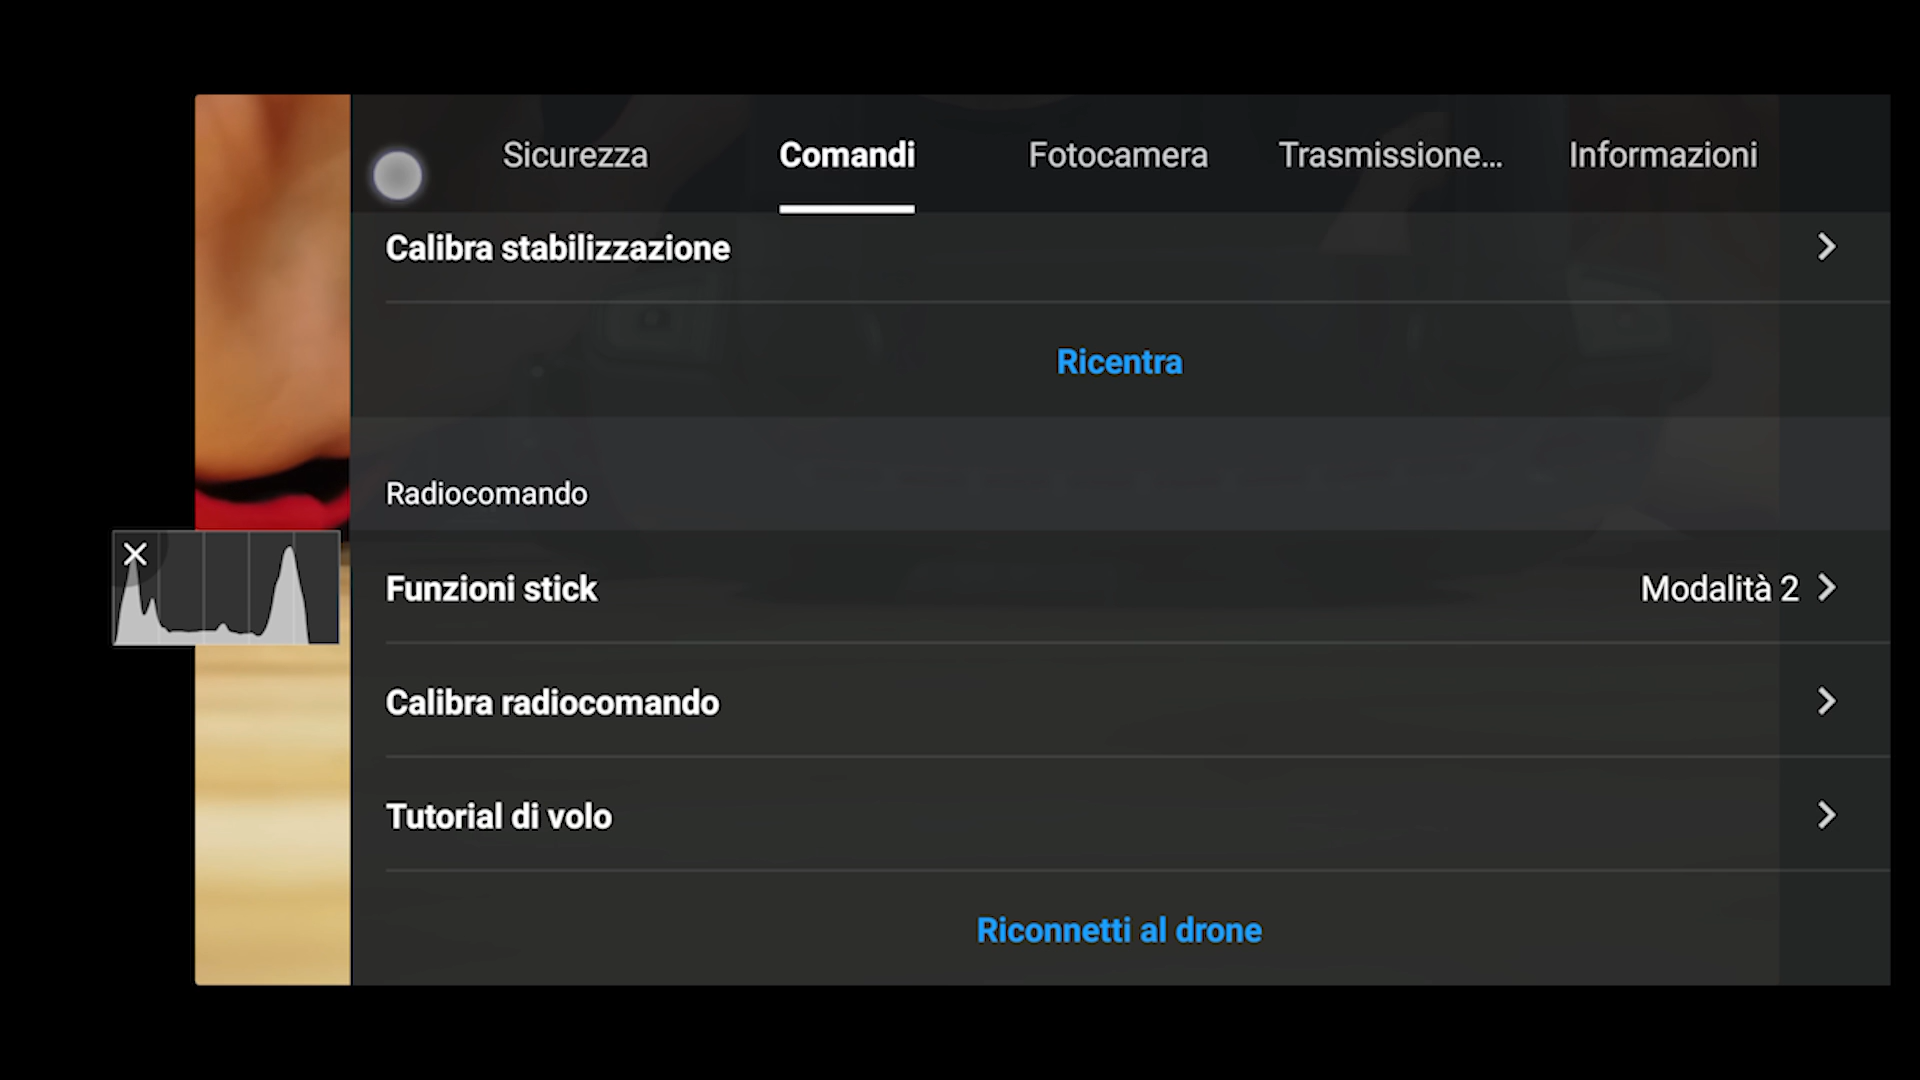 Sicurezza Comandi Fotocamera Trasmissione... Informazioni
Calibra stabilizzazione
Ricentra
Radiocomando
Funzioni stick Modalità 2
Calibra radiocomando
Tutorial di volo
Riconnetti al drone